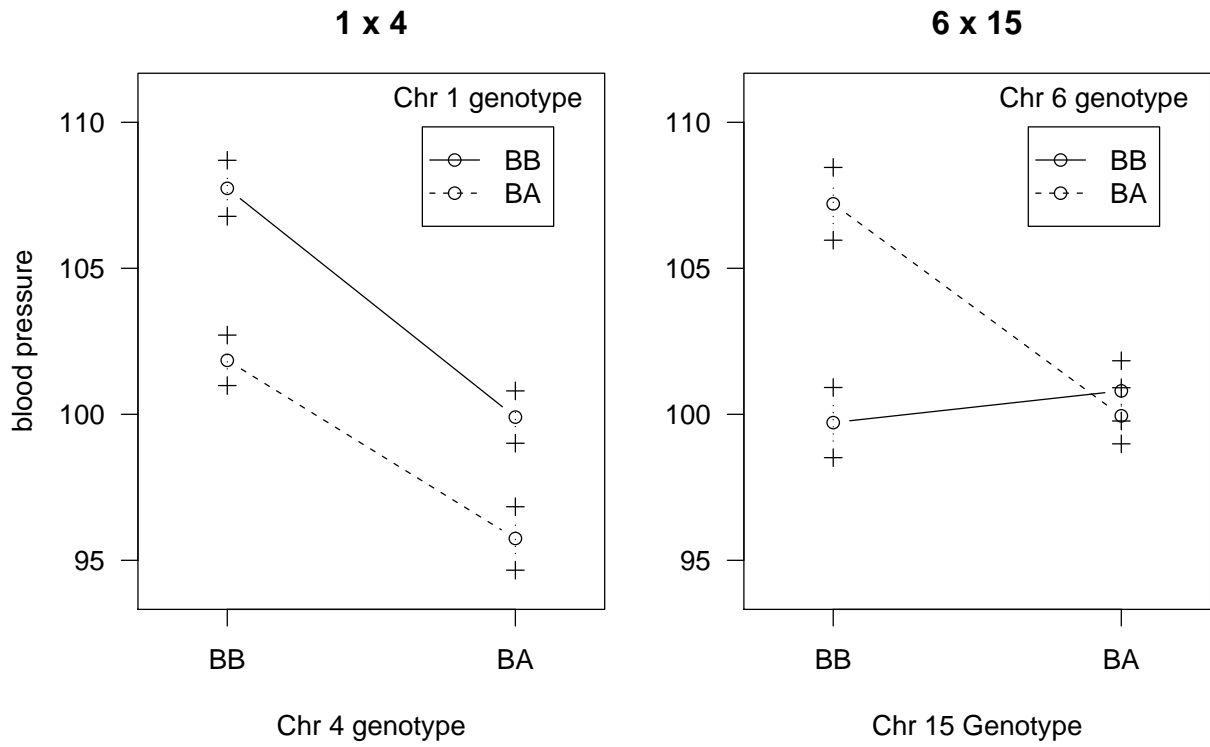 1 x 4
Chr 1 genotype
BB
BA
110
105
100
95
blood pressure
BB BA
Chr 4 genotype
6 x 15
Chr 6 genotype
BB
BA
110
105
100
95
BB BA
Chr 15 Genotype